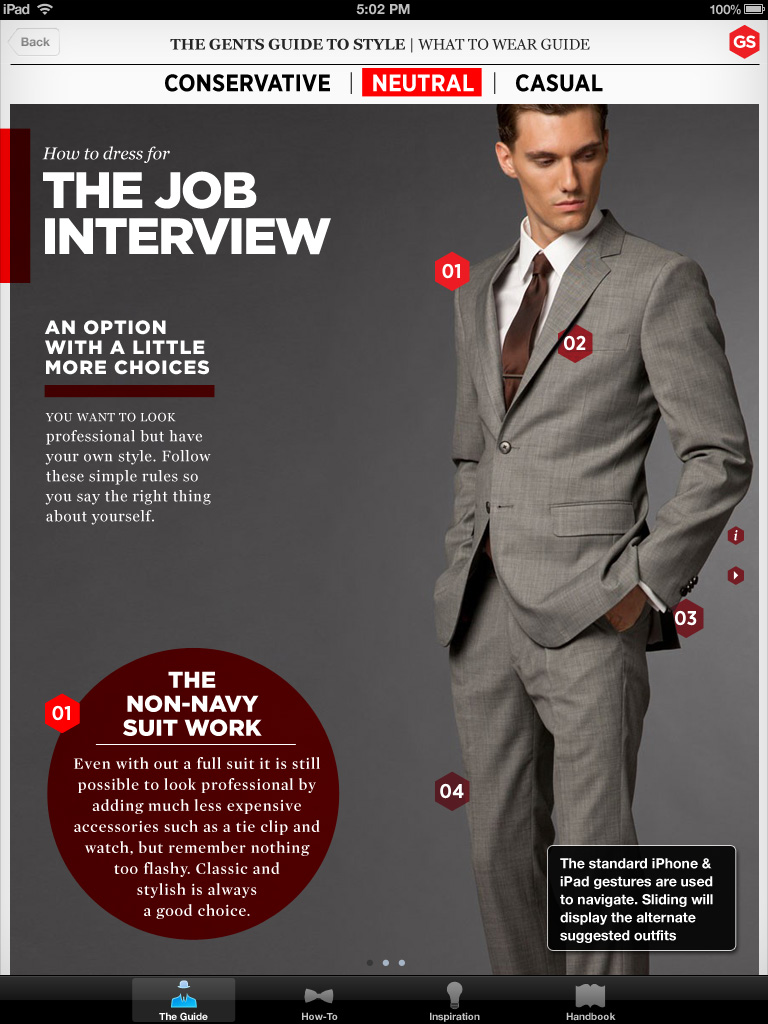 iPad 5:02 PM 100%
Back THE GENTS GUIDE TO STYLE | WHAT TO WEAR GUIDE GS
CONSERVATIVE | NEUTRAL | CASUAL
How to dress for
THE JOB
INTERVIEW
01
02
AN OPTION
WITH A LITTLE
MORE CHOICES
YOU WANT TO LOOK
professional but have
your own style. Follow
these simple rules so
you say the right thing
about yourself.
i
03
01
THE
NON-NAVY
SUIT WORK
Even with out a full suit it is still
possible to look professional by
adding much less expensive
accessories such as a tie clip and
watch, but remember nothing
too flashy. Classic and
stylish is always
a good choice.
04
The standard iPhone &
iPad gestures are used
to navigate. Sliding will
display the alternate
suggested outfits
The Guide How-To Inspiration Handbook